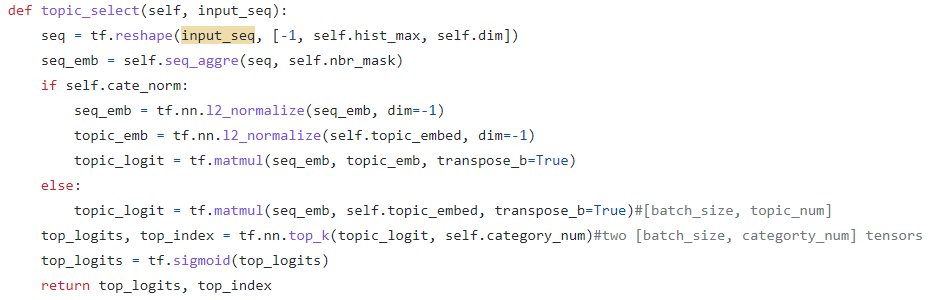 def topic_select(self, input_seq):
    seq = tf.reshape(input_seq, [-1, self.hist_max, self.dim])
    seq_emb = self.seq_aggre(seq, self.nbr_mask)
    if self.cate_norm:
        seq_emb = tf.nn.l2_normalize(seq_emb, dim=-1)
        topic_emb = tf.nn.l2_normalize(self.topic_embed, dim=-1)
        topic_logit = tf.matmul(seq_emb, topic_emb, transpose_b=True)
    else:
        topic_logit = tf.matmul(seq_emb, self.topic_embed, transpose_b=True)#[batch_size, topic_num]
    top_logits, top_index = tf.nn.top_k(topic_logit, self.category_num)#two [batch_size, categorty_num] tensors
    top_logits = tf.sigmoid(top_logits)
    return top_logits, top_index